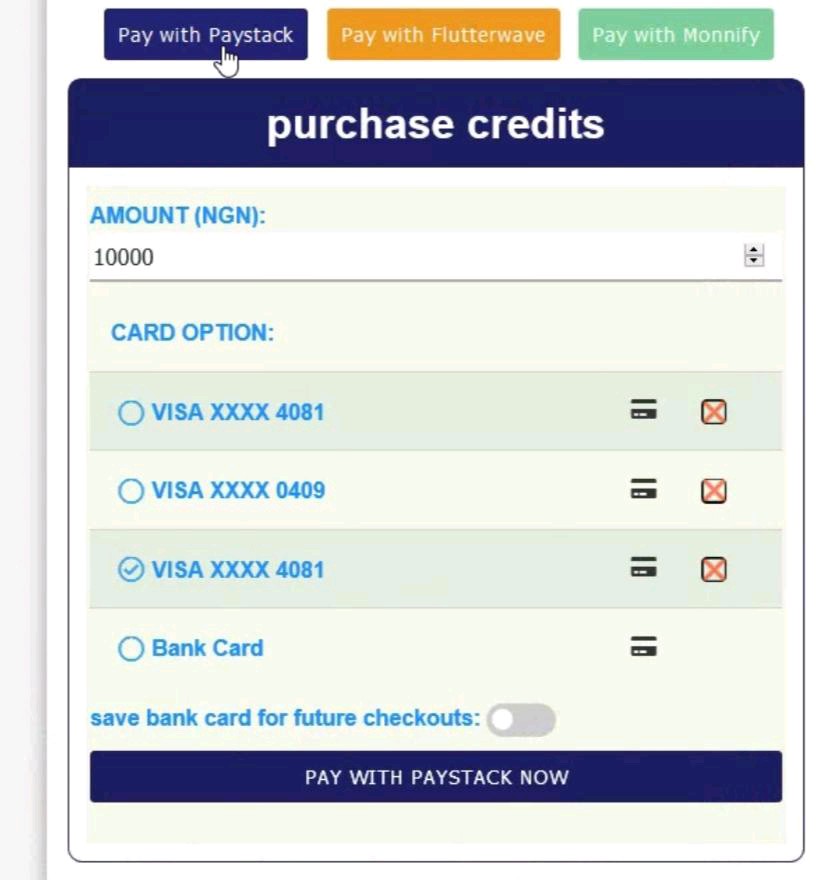 Pay with Paystack Pay with Flutterwave Pay with Monnify
purchase credits
AMOUNT (NGN):
10000
CARD OPTION:
VISA XXXX 4081
VISA XXXX 0409
VISA XXXX 4081
Bank Card
save bank card for future checkouts:
PAY WITH PAYSTACK NOW